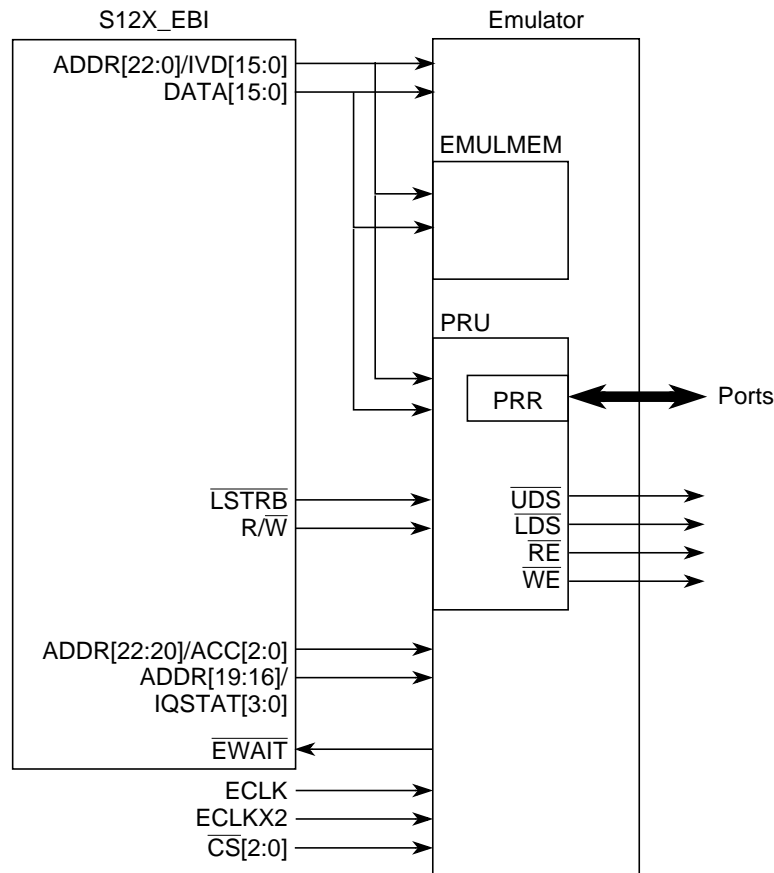 S12X_EBI
Emulator
ADDR[22:0]/IVD[15:0]
DATA[15:0]
EMULMEM
PRU
PRR
Ports
LSTRB
R/W
UDS
LDS
RE
WE
ADDR[22:20]/ACC[2:0]
ADDR[19:16]/
IQSTAT[3:0]
EWAIT
ECLK
ECLKX2
CS[2:0]